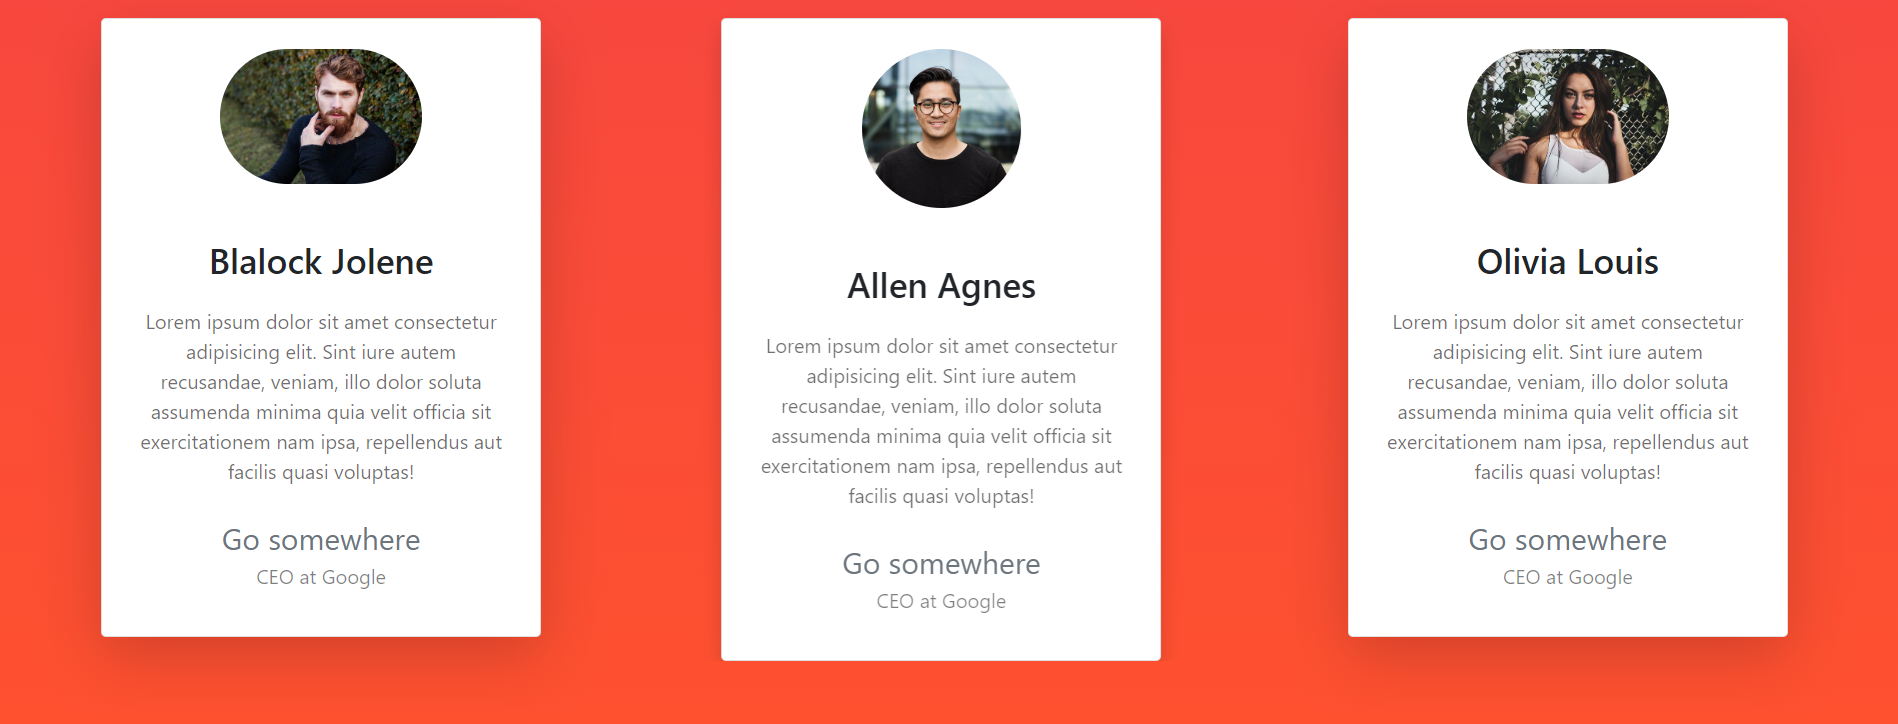 Blalock Jolene
Lorem ipsum dolor sit amet consectetur
adipisicing elit. Sint iure autem
recusandae, veniam, illo dolor soluta
assumenda minima quia velit officia sit
exercitationem nam ipsa, repellendus aut
facilis quasi voluptas!
Go somewhere
CEO at Google
Allen Agnes
Lorem ipsum dolor sit amet consectetur
adipisicing elit. Sint iure autem
recusandae, veniam, illo dolor soluta
assumenda minima quia velit officia sit
exercitationem nam ipsa, repellendus aut
facilis quasi voluptas!
Go somewhere
CEO at Google
Olivia Louis
Lorem ipsum dolor sit amet consectetur
adipisicing elit. Sint iure autem
recusandae, veniam, illo dolor soluta
assumenda minima quia velit officia sit
exercitationem nam ipsa, repellendus aut
facilis quasi voluptas!
Go somewhere
CEO at Google